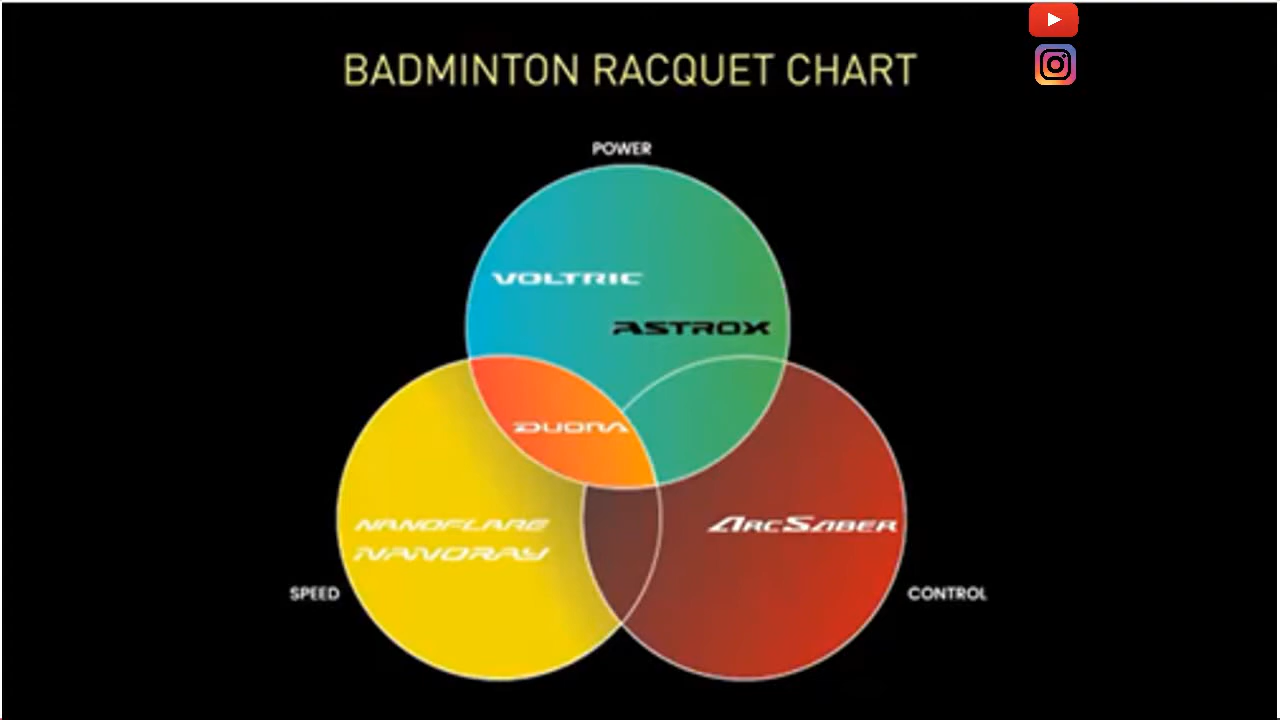 BADMINTON RACQUET CHART
POWER
VOLTRIC
ASTROX
DUORA
NANOFLARE
NANORAY
ARCSABER
SPEED
CONTROL